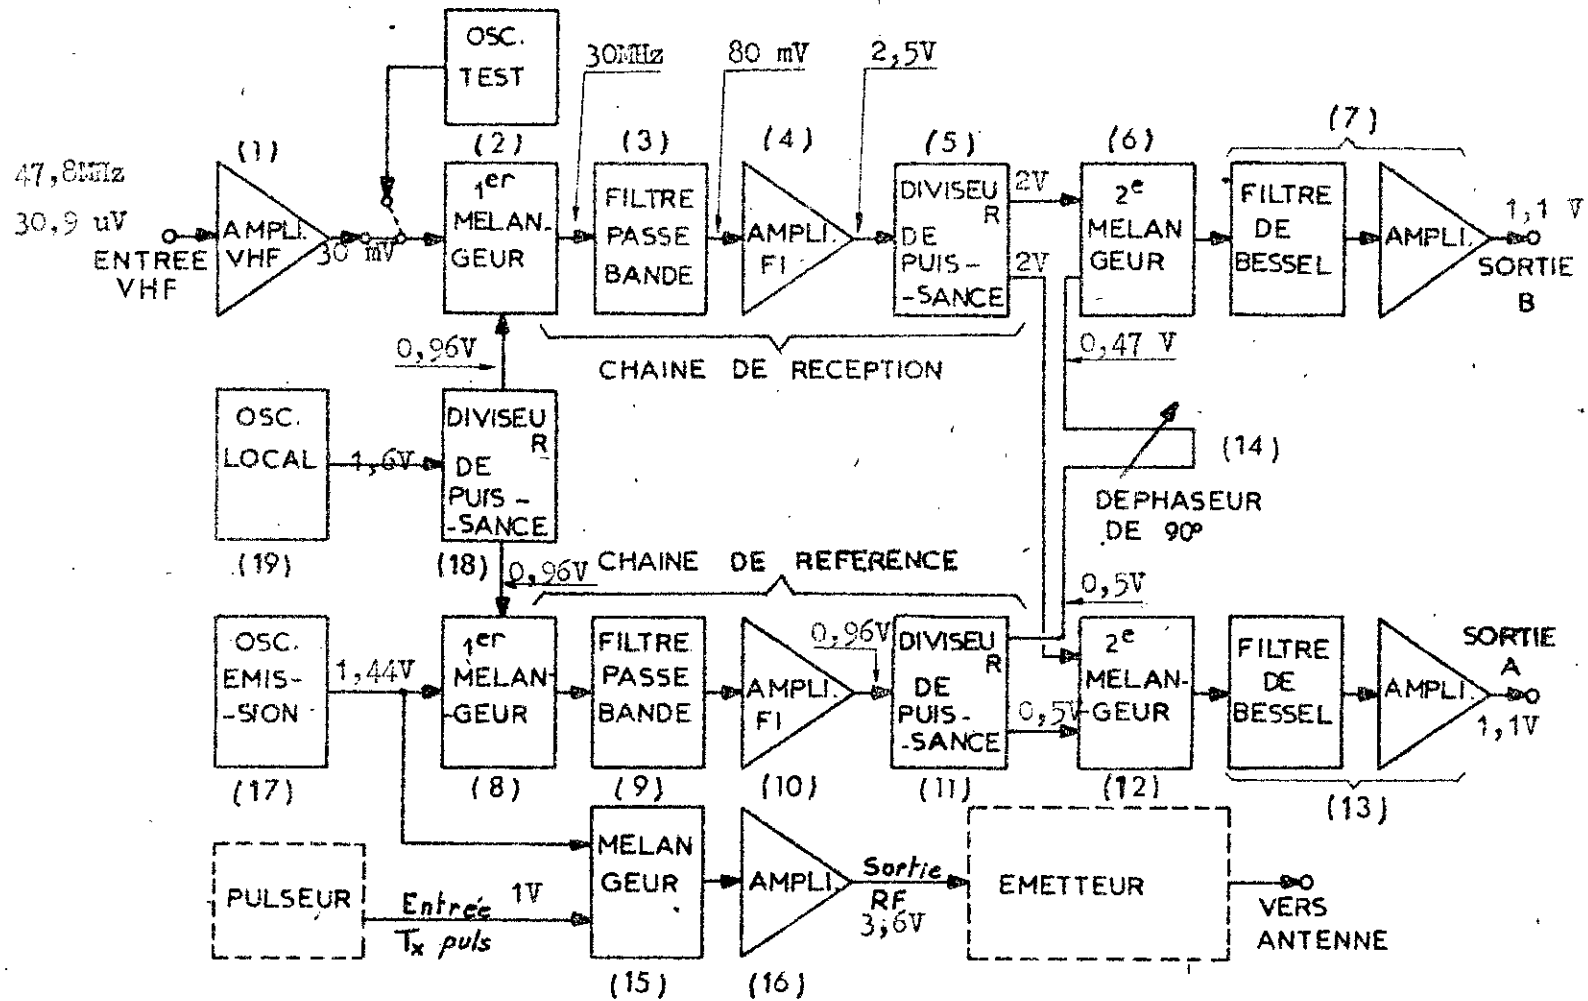 OSC.
TEST
30MHz
80 mV
2,5V
(1)
(2)
(3)
(4)
(5)
(6)
(7)
47,8MHz
30,9 uV
ENTREE
VHF
AMPLI.
VHF
30 mV
1er
MELAN-
GEUR
FILTRE
PASSE
BANDE
AMPLI.
FI
DIVISEU
R
DE
PUIS-
-SANCE
2V
2V
2e
MELAN
GEUR
FILTRE
DE
BESSEL
AMPLI.
1,1 V
SORTIE
B
0,96V
CHAINE DE RECEPTION
0,47 V
OSC.
LOCAL
1,6V
DIVISEU
R
DE
PUIS-
-SANCE
(14)
DEPHASEUR
DE 90°
(19)
(18)
0,96V
CHAINE DE REFERENCE
0,5V
OSC.
EMIS-
-SION
1,44V
1er
MELAN-
-GEUR
FILTRE
PASSE
BANDE
AMPLI.
FI
0,96V
DIVISEU
R
DE
PUIS-
-SANCE
0,5V
2e
MELAN-
-GEUR
FILTRE
DE
BESSEL
AMPLI.
SORTIE
A
1,1V
(17)
(8)
(9)
(10)
(11)
(12)
(13)
PULSEUR
Entrée 1V
Tx puls
MELAN
GEUR
AMPLI.
Sortie
RF
3,6V
EMETTEUR
VERS
ANTENNE
(15)
(16)